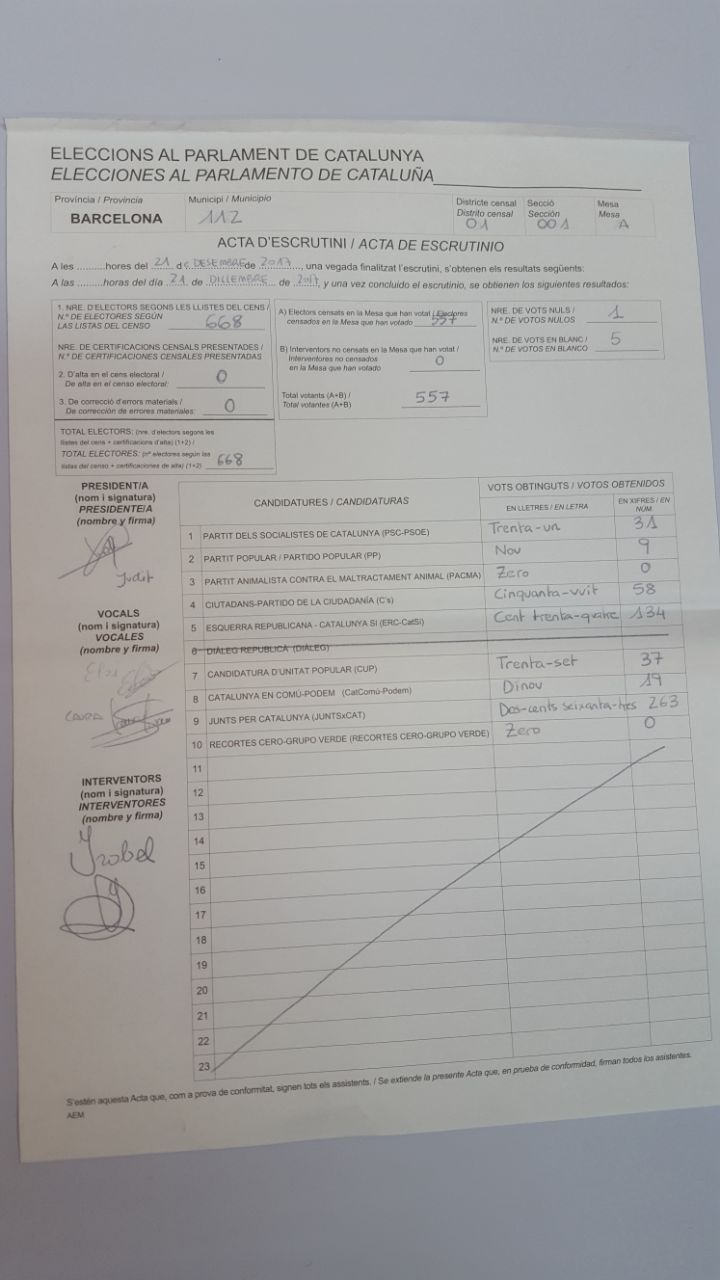 ELECCIONS AL PARLAMENT DE CATALUNYA
ELECCIONES AL PARLAMENTO DE CATALUÑA
Província / Provincia
BARCELONA
Municipi / Municipio
112
Districte censal
Distrito censal
01
Secció
Sección
001
Mesa
Mesa
A
ACTA D'ESCRUTINI / ACTA DE ESCRUTINIO
A les ..........hores del 21 de DESEMBRE de 2017, una vegada finalitzat l'escrutini, s'obtenen els resultats següents:
A las ..........horas del día 21 de DICIEMBRE de 2017 y una vez concluido el escrutinio, se obtienen los siguientes resultados:
1. NRE. D'ELECTORS SEGONS LES LLISTES DEL CENS /
N.º DE ELECTORES SEGÚN
LAS LISTAS DEL CENSO 668
NRE. DE CERTIFICACIONS CENSALS PRESENTADES /
N.º DE CERTIFICACIONES CENSALES PRESENTADAS
2. D'alta en el cens electoral /
De alta en el censo electoral: 0
3. De correcció d'errors materials /
De corrección de errores materiales: 0
TOTAL ELECTORS: (nre. d'electors segons les
llistes del cens + certificacions d'alta) (1+2) /
TOTAL ELECTORES: (nº electores según las
listas del censo + certificaciones de alta) (1+2) 668
A) Electors censats en la Mesa que han votat / Electores
censados en la Mesa que han votado 557
B) Interventors no censats en la Mesa que han votat /
Interventores no censados
en la Mesa que han votado 0
Total votants (A+B) /
Total votantes (A+B) 557
NRE. DE VOTS NULS /
N.º DE VOTOS NULOS 1
NRE. DE VOTS EN BLANC /
N.º DE VOTOS EN BLANCO 5
PRESIDENT/A
(nom i signatura)
PRESIDENTE/A
(nombre y firma)
Judit
VOCALS
(nom i signatura)
VOCALES
(nombre y firma)
INTERVENTORS
(nom i signatura)
INTERVENTORES
(nombre y firma)
CANDIDATURES / CANDIDATURAS
VOTS OBTINGUTS / VOTOS OBTENIDOS
EN LLETRES / EN LETRA
EN XIFRES / EN NÚM.
1 PARTIT DELS SOCIALISTES DE CATALUNYA (PSC-PSOE) Trenta-un 31
2 PARTIT POPULAR / PARTIDO POPULAR (PP) Nou 9
3 PARTIT ANIMALISTA CONTRA EL MALTRACTAMENT ANIMAL (PACMA) Zero 0
4 CIUTADANS-PARTIDO DE LA CIUDADANÍA (C's) Cinquanta-vuit 58
5 ESQUERRA REPUBLICANA - CATALUNYA SI (ERC-CatSí) Cent trenta-quatre 134
6 DIÀLEG REPUBLICÀ (DIÀLEG)
7 CANDIDATURA D'UNITAT POPULAR (CUP) Trenta-set 37
8 CATALUNYA EN COMÚ-PODEM (CatComú-Podem) Dinou 19
9 JUNTS PER CATALUNYA (JUNTSxCAT) Dos-cents seixanta-tres 263
10 RECORTES CERO-GRUPO VERDE (RECORTES CERO-GRUPO VERDE) Zero 0
11
12
13
14
15
16
17
18
19
20
21
22
23
S'estén aquesta Acta que, com a prova de conformitat, signen tots els assistents. / Se extiende la presente Acta que, en prueba de conformidad, firman todos los asistentes.
AEM